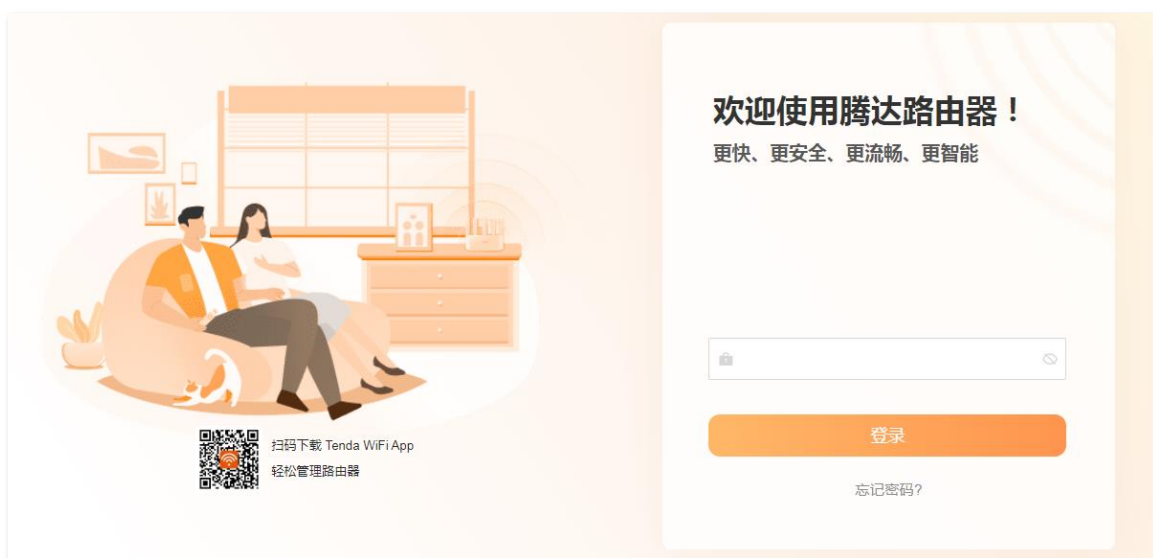 欢迎使用腾达路由器！
更快、更安全、更流畅、更智能
登录
忘记密码?
扫码下载 Tenda WiFi App
轻松管理路由器